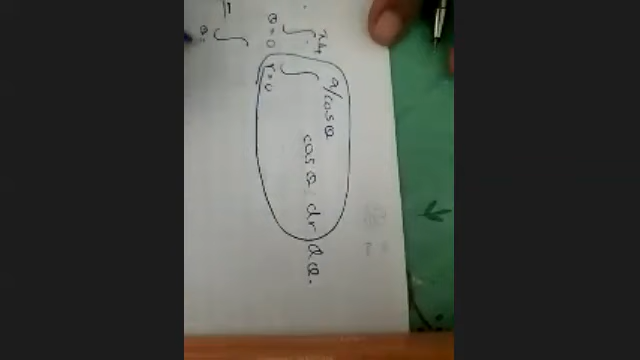 π/4 a/cosθ
∫ ∫ cosθ dr dθ.
θ=0 r=0
∫
θ=